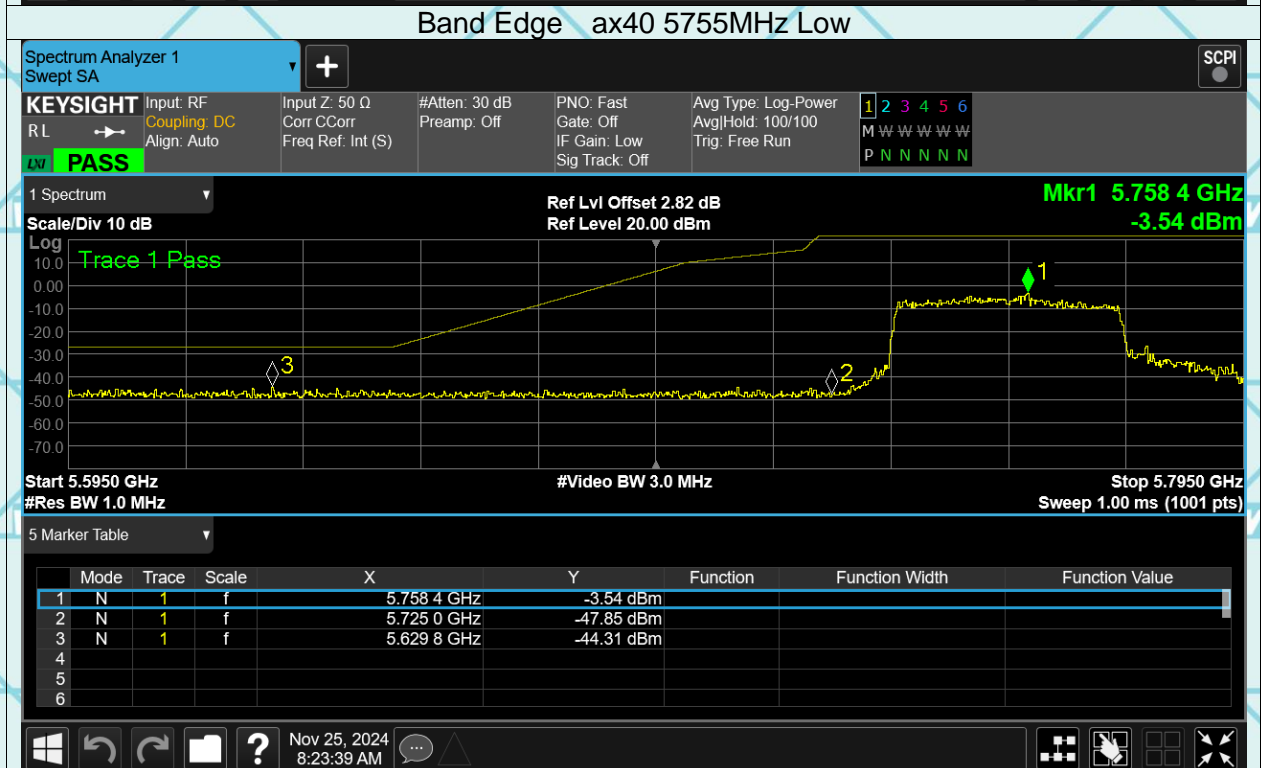 Band Edge ax40 5755MHz Low
Spectrum Analyzer 1
Swept SA
▼
+
SCPI
KEYSIGHT
R L
LXI
PASS
Input: RF
Coupling: DC
Align: Auto
Input Z: 50 Ω
Corr CCorr
Freq Ref: Int (S)
#Atten: 30 dB
Preamp: Off
PNO: Fast
Gate: Off
IF Gain: Low
Sig Track: Off
Avg Type: Log-Power
Avg|Hold: 100/100
Trig: Free Run
1 2 3 4 5 6
M W W W W W
P N N N N N
1 Spectrum ▼
Scale/Div 10 dB
Ref Lvl Offset 2.82 dB
Ref Level 20.00 dBm
Mkr1 5.758 4 GHz
-3.54 dBm
Log
Trace 1 Pass
10.0
0.00
-10.0
-20.0
-30.0
-40.0
-50.0
-60.0
-70.0
1
3
2
Start 5.5950 GHz
#Res BW 1.0 MHz
#Video BW 3.0 MHz
Stop 5.7950 GHz
Sweep 1.00 ms (1001 pts)
5 Marker Table ▼
Mode Trace Scale X Y Function Function Width Function Value
1 N 1 f 5.758 4 GHz -3.54 dBm
2 N 1 f 5.725 0 GHz -47.85 dBm
3 N 1 f 5.629 8 GHz -44.31 dBm
4
5
6
?
Nov 25, 2024
8:23:39 AM